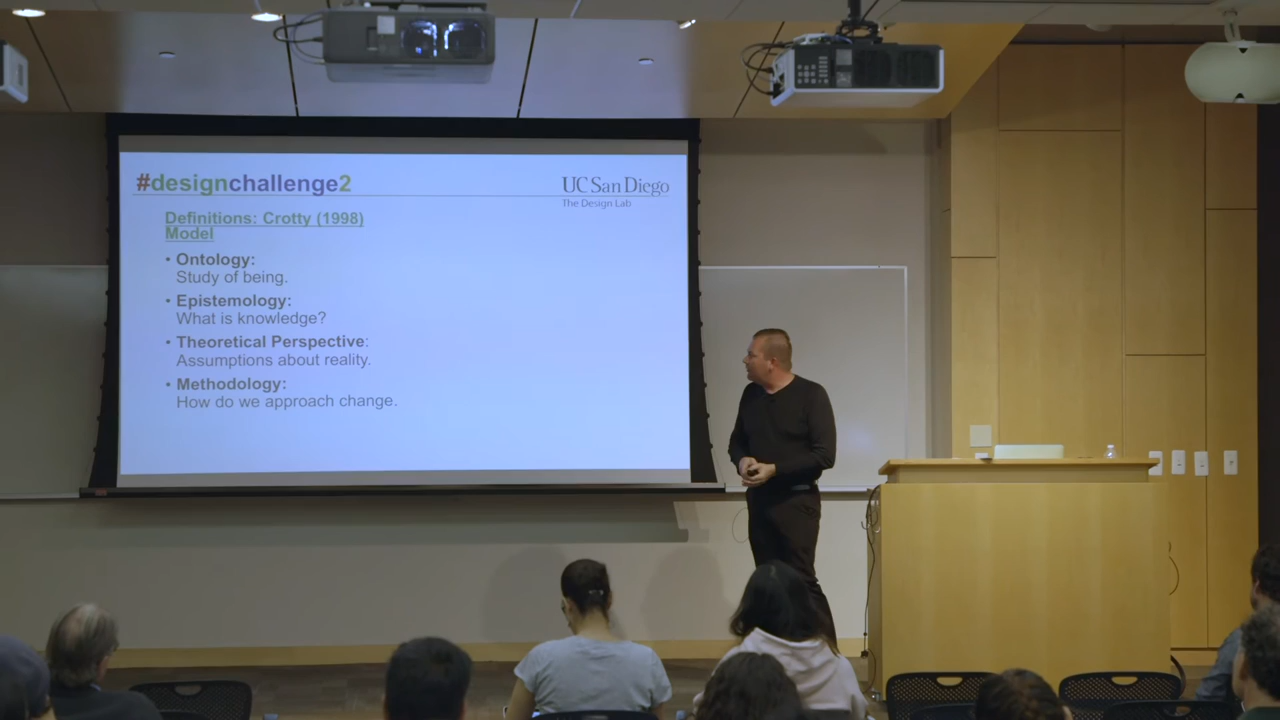 #designchallenge2
UC San Diego
The Design Lab
Definitions: Crotty (1998)
Model
• Ontology:
Study of being.
• Epistemology:
What is knowledge?
• Theoretical Perspective:
Assumptions about reality.
• Methodology:
How do we approach change.